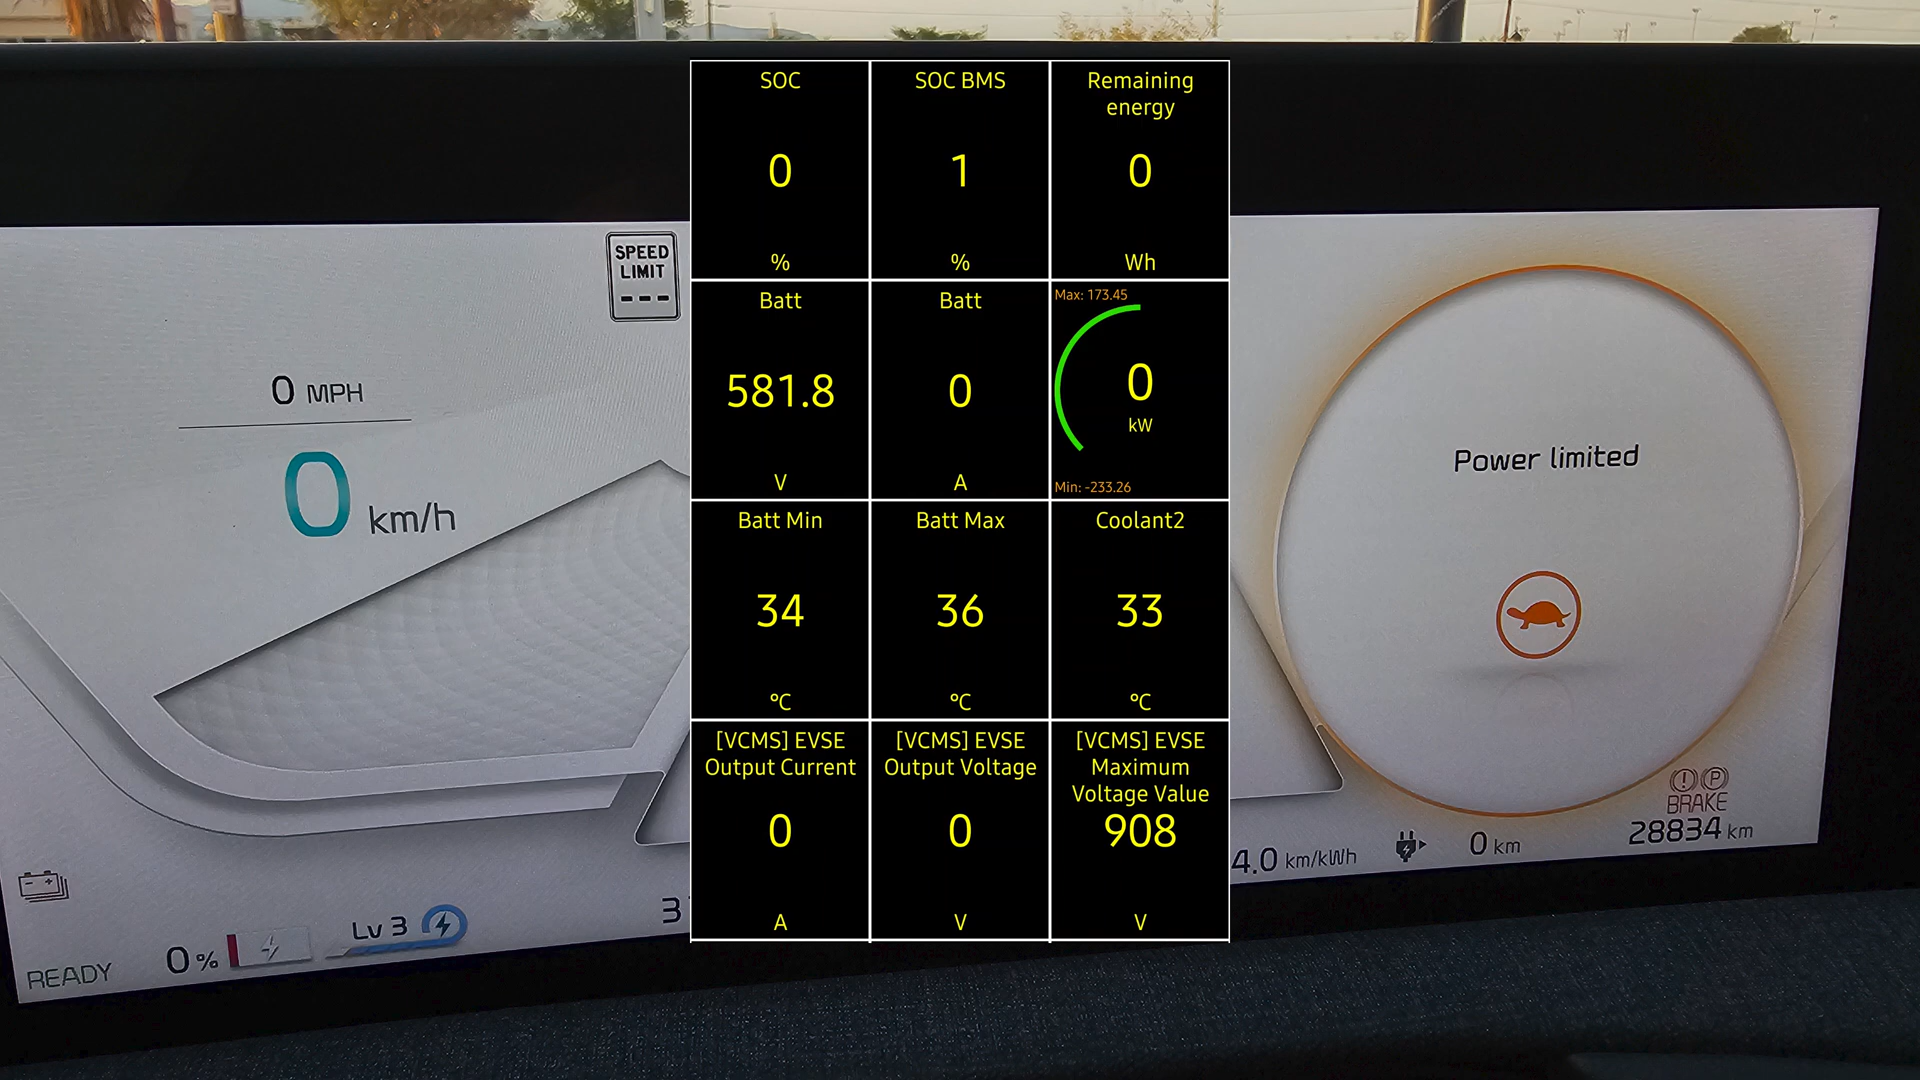 SOC
SOC BMS
Remaining
energy
0
1
0
%
%
Wh
SPEED
LIMIT
---
0 MPH
0 km/h
Batt
Batt
Max: 173.45
581.8
0
0
kW
V
A
Min: -233.26
Power limited
Batt Min
Batt Max
Coolant2
34
36
33
°C
°C
°C
[VCMS] EVSE
Output Current
[VCMS] EVSE
Output Voltage
[VCMS] EVSE
Maximum
Voltage Value
0
0
908
A
V
V
P
BRAKE
28834 km
4.0 km/kWh
0 km
Lv 3
0 %
READY